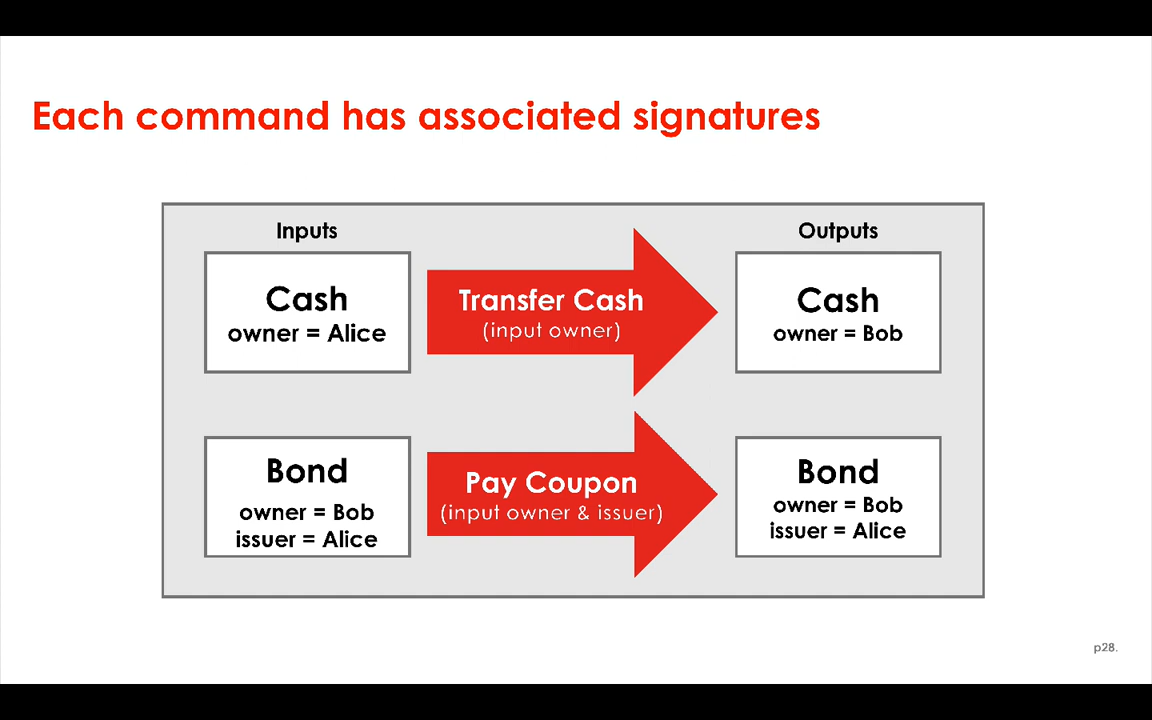 Each command has associated signatures
Inputs
Outputs
Cash
owner = Alice
Transfer Cash
(input owner)
Cash
owner = Bob
Bond
owner = Bob
issuer = Alice
Pay Coupon
(input owner & issuer)
Bond
owner = Bob
issuer = Alice
p28.